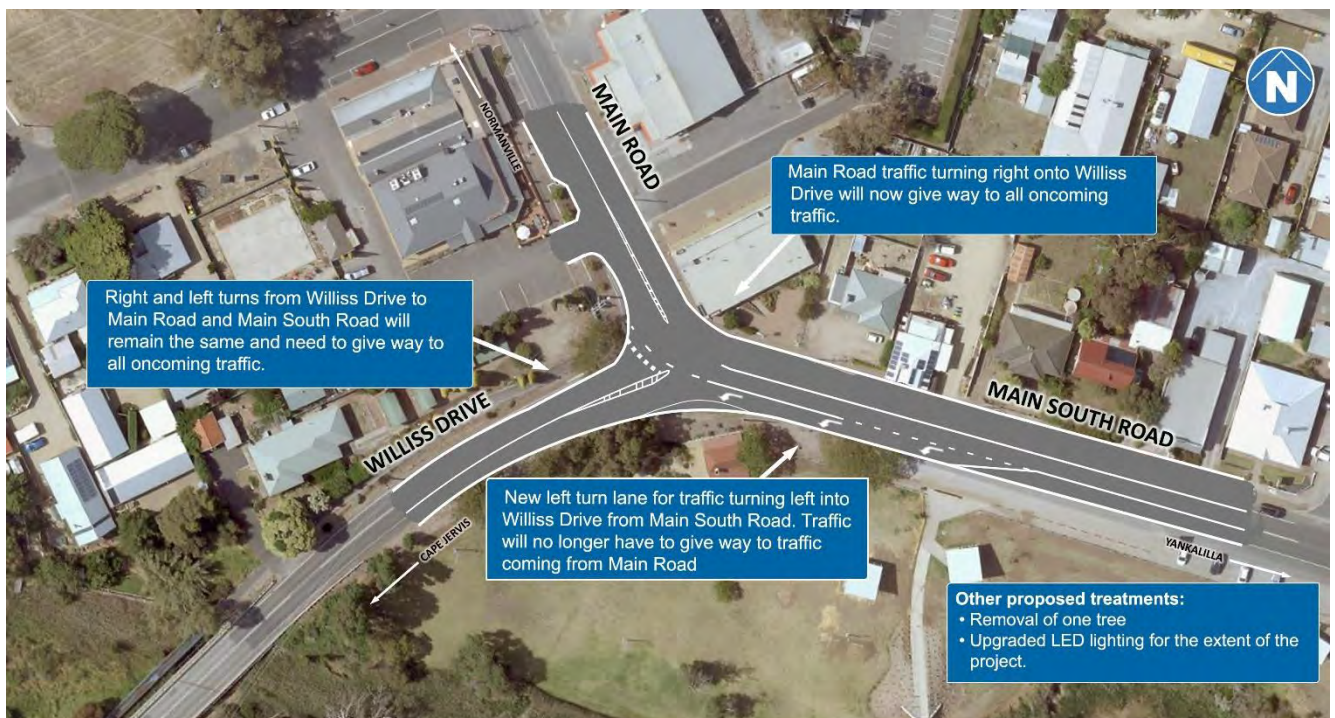 N
NORMANVILLE
MAIN ROAD
Main Road traffic turning right onto Williss
Drive will now give way to all oncoming
traffic.
Right and left turns from Williss Drive to
Main Road and Main South Road will
remain the same and need to give way to
all oncoming traffic.
WILLISS DRIVE
MAIN SOUTH ROAD
New left turn lane for traffic turning left into
Williss Drive from Main South Road. Traffic
will no longer have to give way to traffic
coming from Main Road
CAPE JERVIS
YANKALILLA
Other proposed treatments:
• Removal of one tree
• Upgraded LED lighting for the extent of the
project.